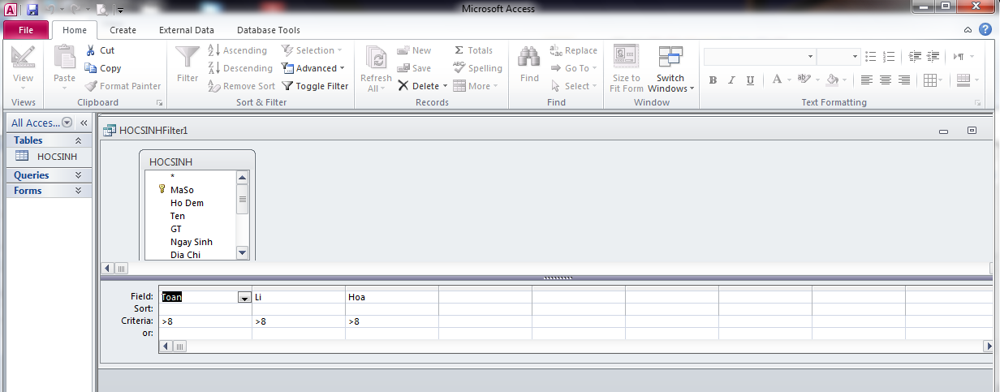 Microsoft Access
File Home Create External Data Database Tools
View
Views
Paste
Cut
Copy
Format Painter
Clipboard
Filter
Ascending
Descending
Remove Sort
Selection
Advanced
Toggle Filter
Sort & Filter
Refresh All
New
Save
Delete
Totals
Spelling
More
Records
Find
Replace
Go To
Select
Find
Size to Fit Form
Switch Windows
Window
B I U A ab
Text Formatting
All Acces... «
Tables
HOCSINH
Queries
Forms
HOCSINHFilter1
HOCSINH
*
MaSo
Ho Dem
Ten
GT
Ngay Sinh
Dia Chi
Field: Toan Li Hoa
Sort:
Criteria: >8 >8 >8
or: